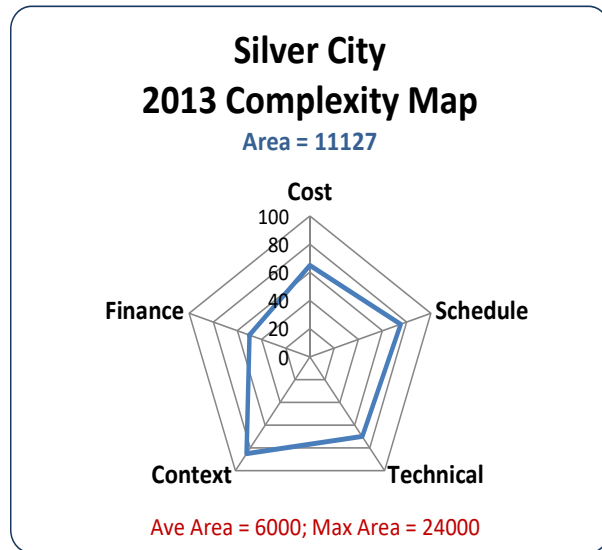 Silver City
2013 Complexity Map
Area = 11127
Cost
100
80
60
40
20
0
Finance
Schedule
Context
Technical
Ave Area = 6000; Max Area = 24000